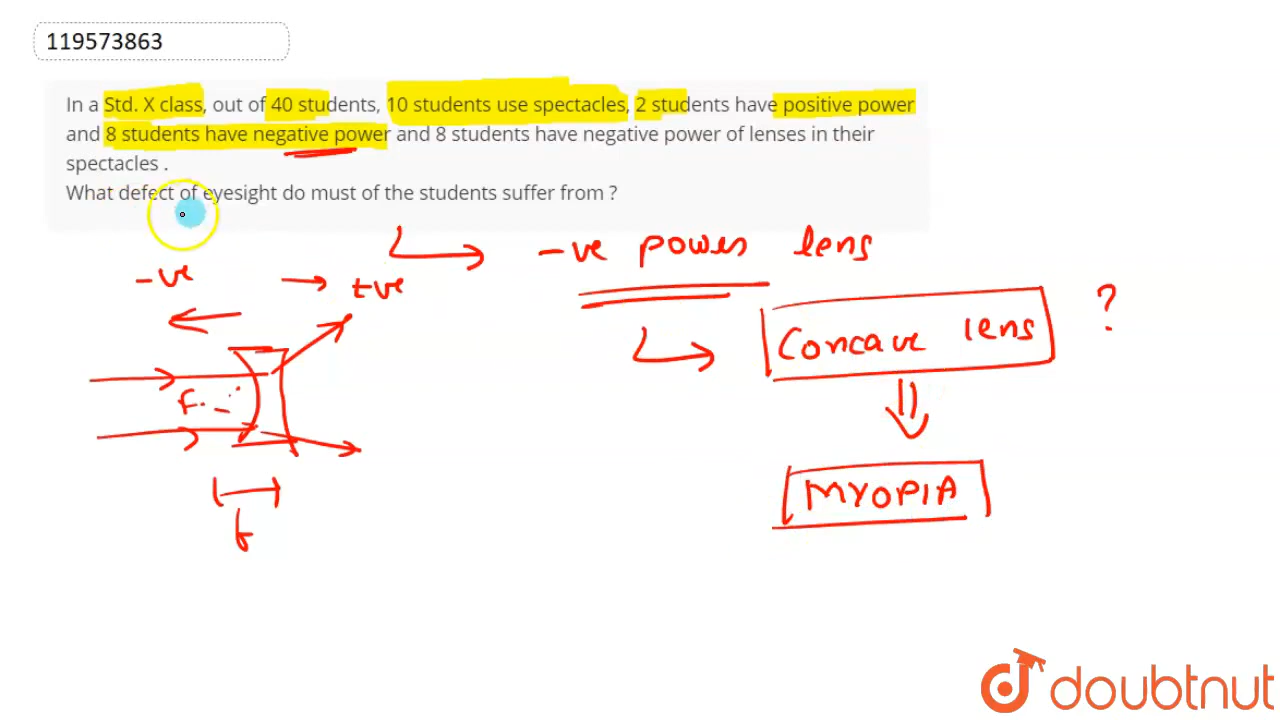 119573863
In a Std. X class, out of 40 students, 10 students use spectacles, 2 students have positive power
and 8 students have negative power and 8 students have negative power of lenses in their
spectacles .
What defect of eyesight do must of the students suffer from ?
-ve power lens
-ve
+ve
Concave lens ?
F.
MYOPIA
f
doubtnut